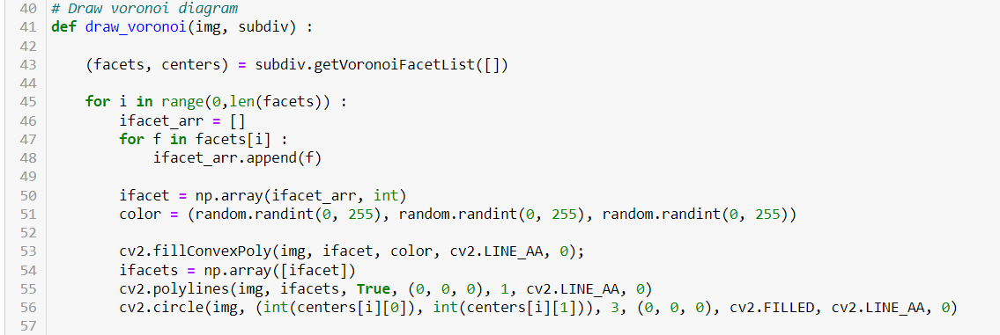 40 # Draw voronoi diagram
41 def draw_voronoi(img, subdiv) :
42
43     (facets, centers) = subdiv.getVoronoiFacetList([])
44
45     for i in range(0,len(facets)) :
46         ifacet_arr = []
47         for f in facets[i] :
48             ifacet_arr.append(f)
49
50         ifacet = np.array(ifacet_arr, int)
51         color = (random.randint(0, 255), random.randint(0, 255), random.randint(0, 255))
52
53         cv2.fillConvexPoly(img, ifacet, color, cv2.LINE_AA, 0);
54         ifacets = np.array([ifacet])
55         cv2.polylines(img, ifacets, True, (0, 0, 0), 1, cv2.LINE_AA, 0)
56         cv2.circle(img, (int(centers[i][0]), int(centers[i][1])), 3, (0, 0, 0), cv2.FILLED, cv2.LINE_AA, 0)
57